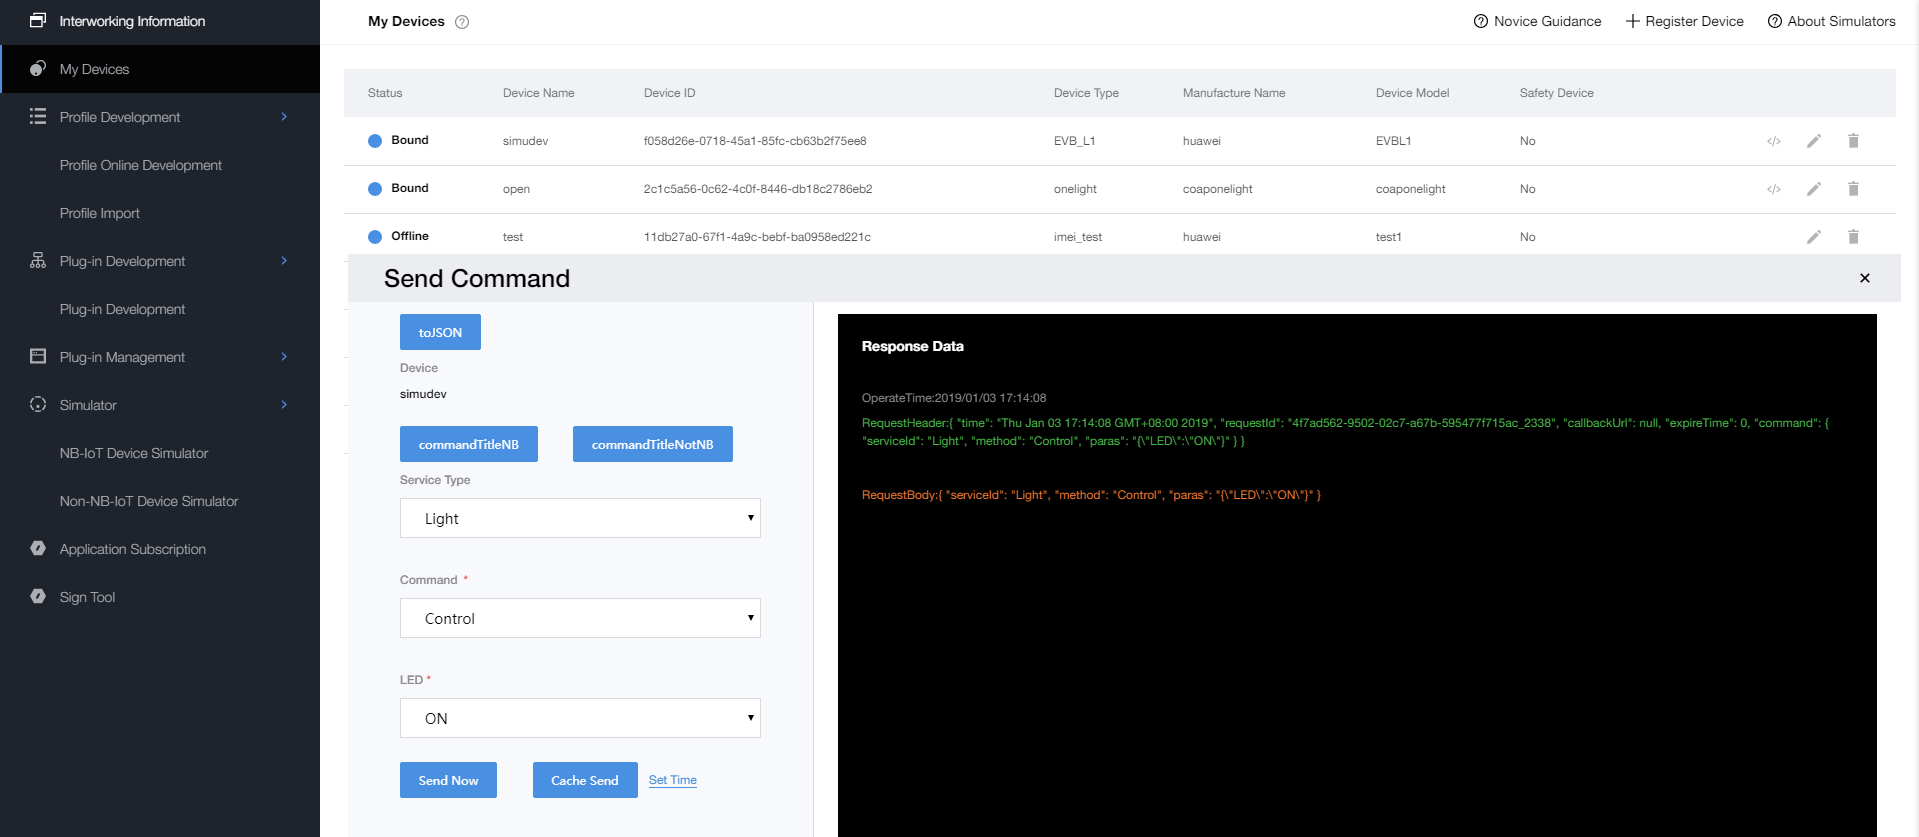 Interworking Information
My Devices
Profile Development
Profile Online Development
Profile Import
Plug-in Development
Plug-in Development
Plug-in Management
Simulator
NB-IoT Device Simulator
Non-NB-IoT Device Simulator
Application Subscription
Sign Tool
My Devices ?
? Novice Guidance + Register Device ? About Simulators
Status Device Name Device ID Device Type Manufacture Name Device Model Safety Device
Bound simudev f058d26e-0718-45a1-85fc-cb63b2f75ee8 EVB_L1 huawei EVBL1 No </>
Bound open 2c1c5a56-0c62-4c0f-8446-db18c2786eb2 onelight coaponelight coaponelight No </>
Offline test 11db27a0-67f1-4a9c-bebf-ba0958ed221c imei_test huawei test1 No
Send Command ×
toJSON
Device
simudev
commandTitleNB commandTitleNotNB
Service Type
Light
Command *
Control
LED *
ON
Send Now Cache Send Set Time
Response Data
OperateTime:2019/01/03 17:14:08
RequestHeader:{ "time": "Thu Jan 03 17:14:08 GMT+08:00 2019", "requestId": "4f7ad562-9502-02c7-a67b-595477f715ac_2338", "callbackUrl": null, "expireTime": 0, "command": {
"serviceId": "Light", "method": "Control", "paras": "{\"LED\":\"ON\"}" } }
RequestBody:{ "serviceId": "Light", "method": "Control", "paras": "{\"LED\":\"ON\"}" }